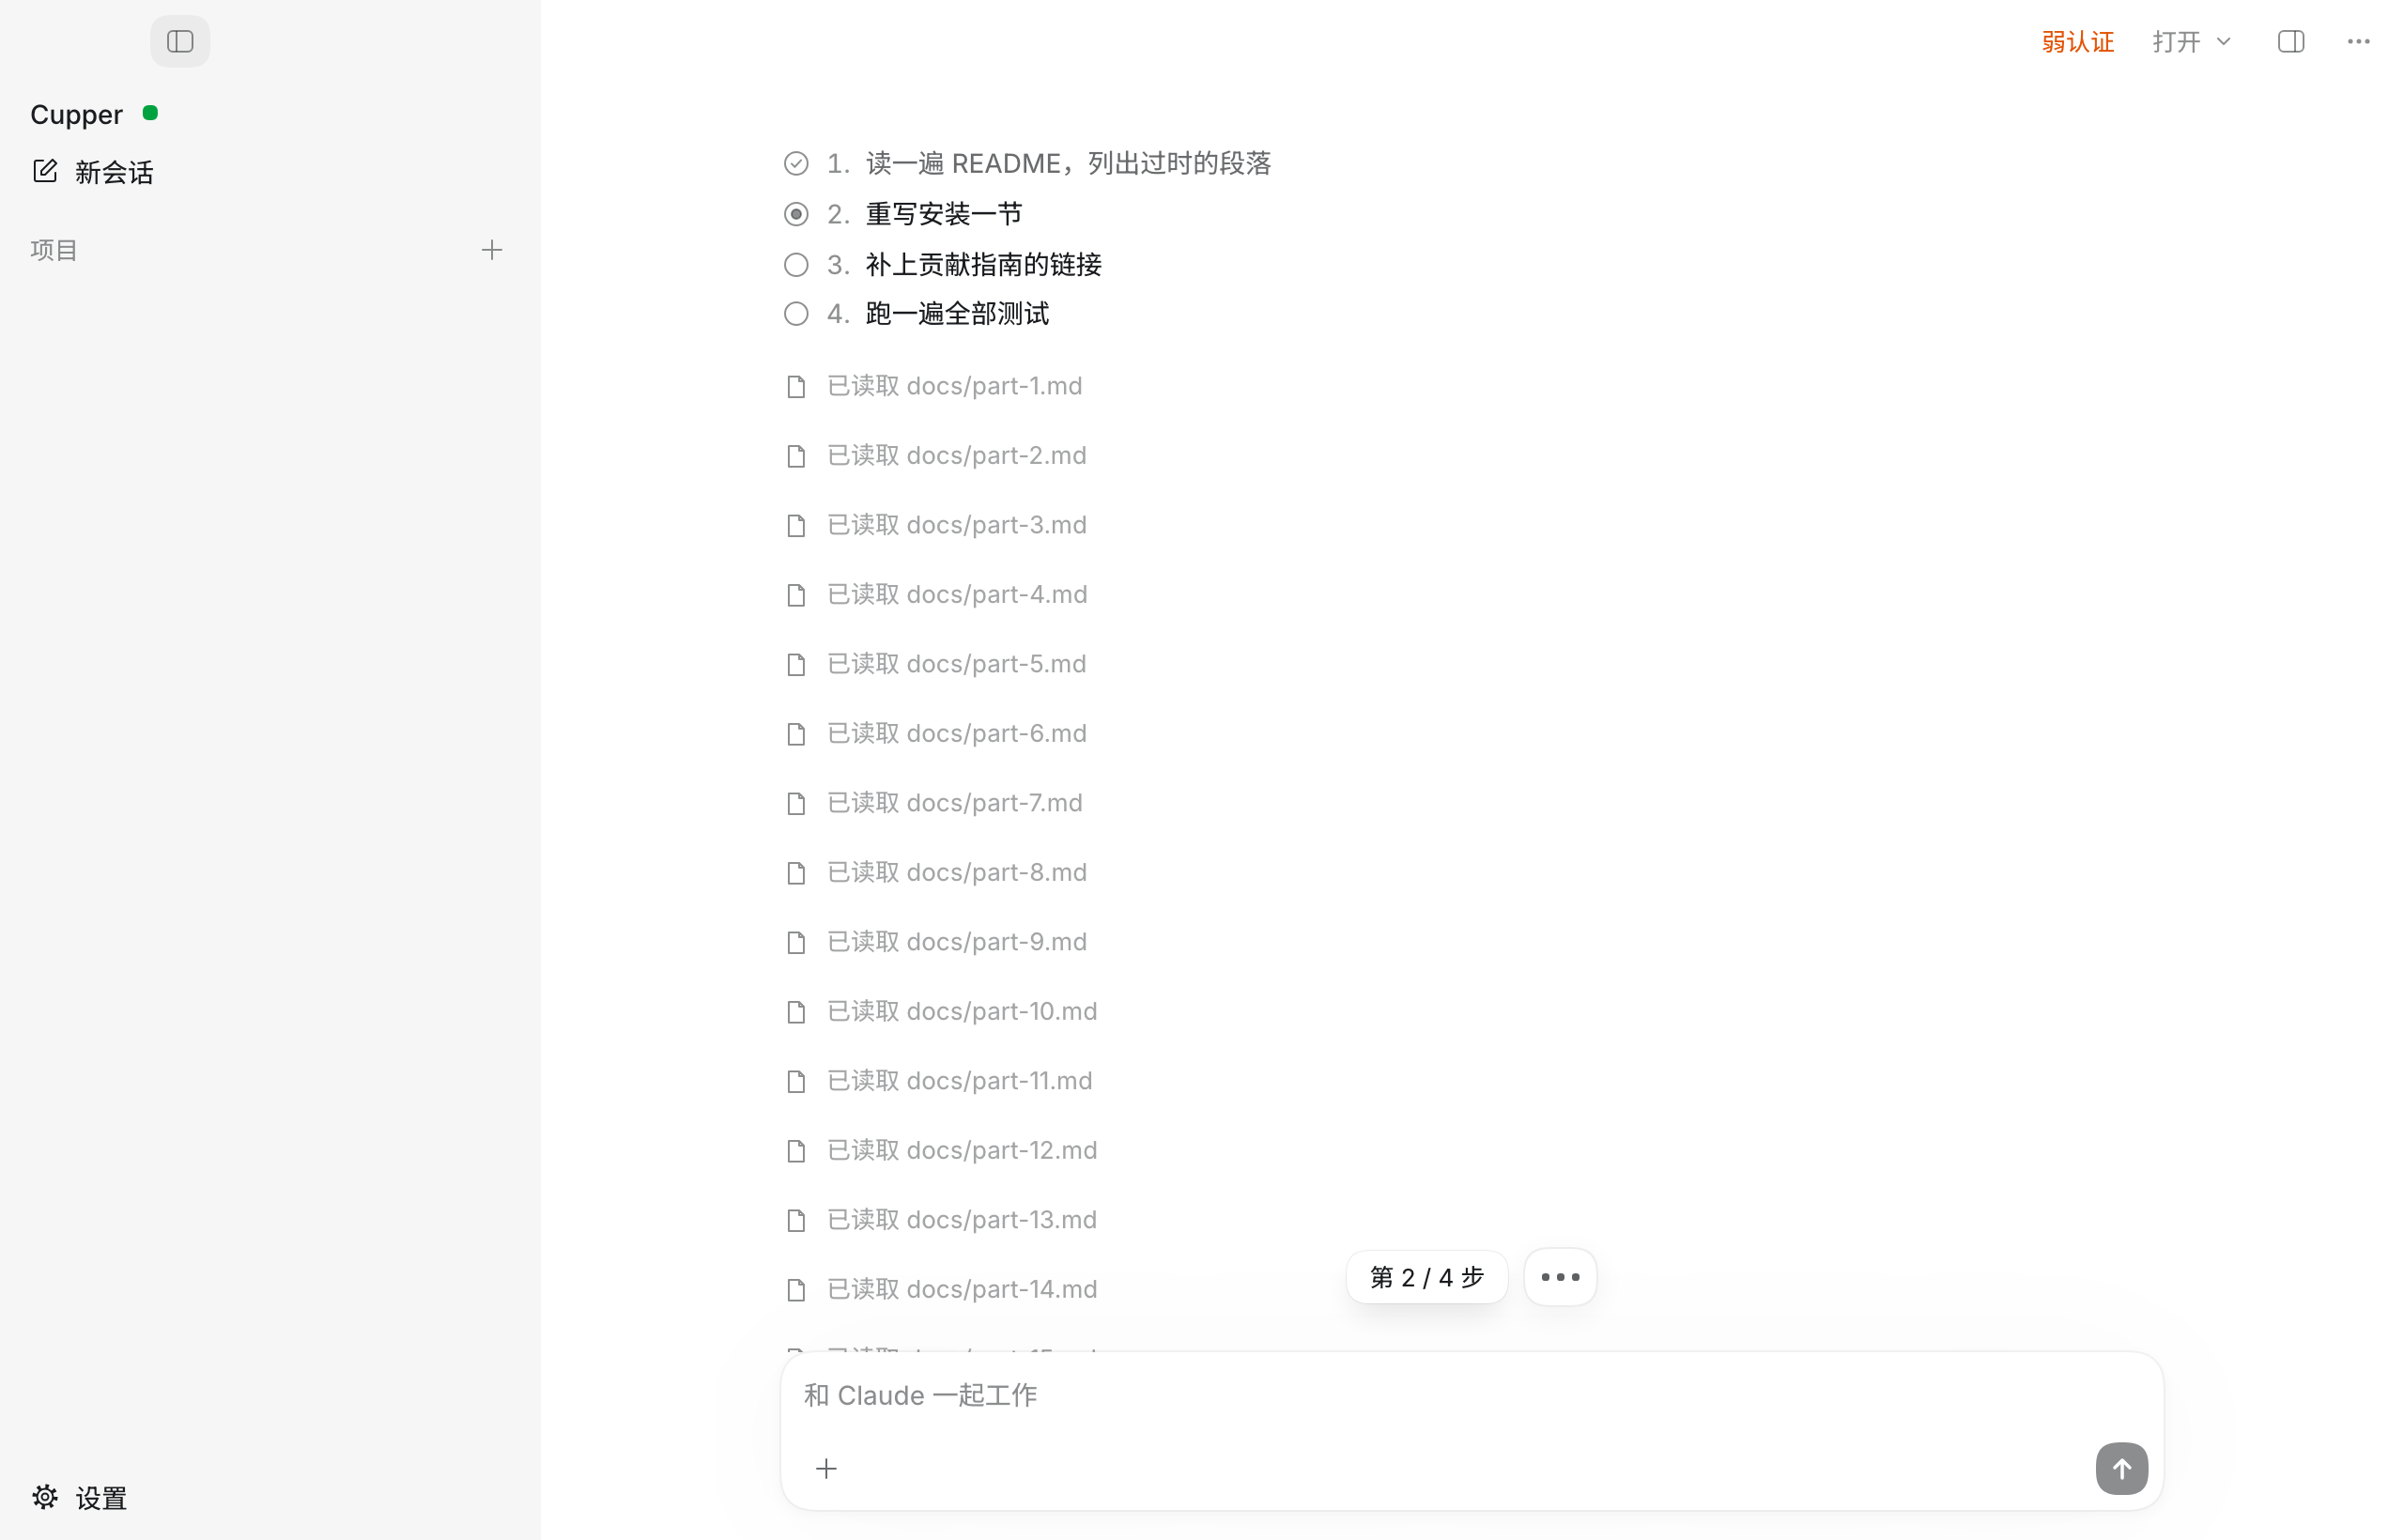 弱认证 打开
Cupper
新会话
项目
1. 读一遍 README，列出过时的段落
2. 重写安装一节
3. 补上贡献指南的链接
4. 跑一遍全部测试
已读取 docs/part-1.md
已读取 docs/part-2.md
已读取 docs/part-3.md
已读取 docs/part-4.md
已读取 docs/part-5.md
已读取 docs/part-6.md
已读取 docs/part-7.md
已读取 docs/part-8.md
已读取 docs/part-9.md
已读取 docs/part-10.md
已读取 docs/part-11.md
已读取 docs/part-12.md
已读取 docs/part-13.md
已读取 docs/part-14.md
第 2 / 4 步
和 Claude 一起工作
设置